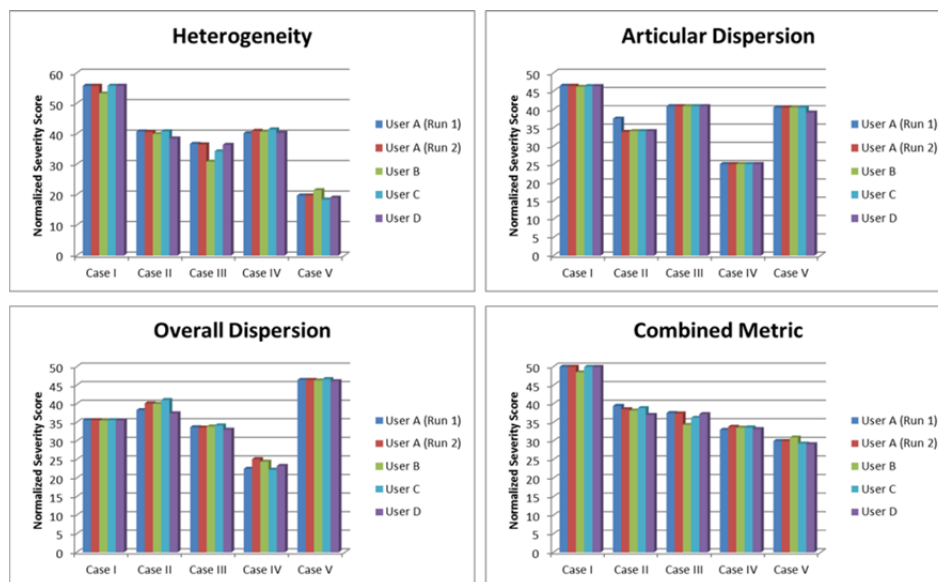 Heterogeneity
Normalized Severity Score
60
50
40
30
20
10
0
Case I Case II Case III Case IV Case V
User A (Run 1)
User A (Run 2)
User B
User C
User D
Articular Dispersion
Normalized Severity Score
50
45
40
35
30
25
20
15
10
5
0
Case I Case II Case III Case IV Case V
User A (Run 1)
User A (Run 2)
User B
User C
User D
Overall Dispersion
Normalized Severity Score
50
45
40
35
30
25
20
15
10
5
0
Case I Case II Case III Case IV Case V
User A (Run 1)
User A (Run 2)
User B
User C
User D
Combined Metric
Normalized Severity Score
50
45
40
35
30
25
20
15
10
5
0
Case I Case II Case III Case IV Case V
User A (Run 1)
User A (Run 2)
User B
User C
User D